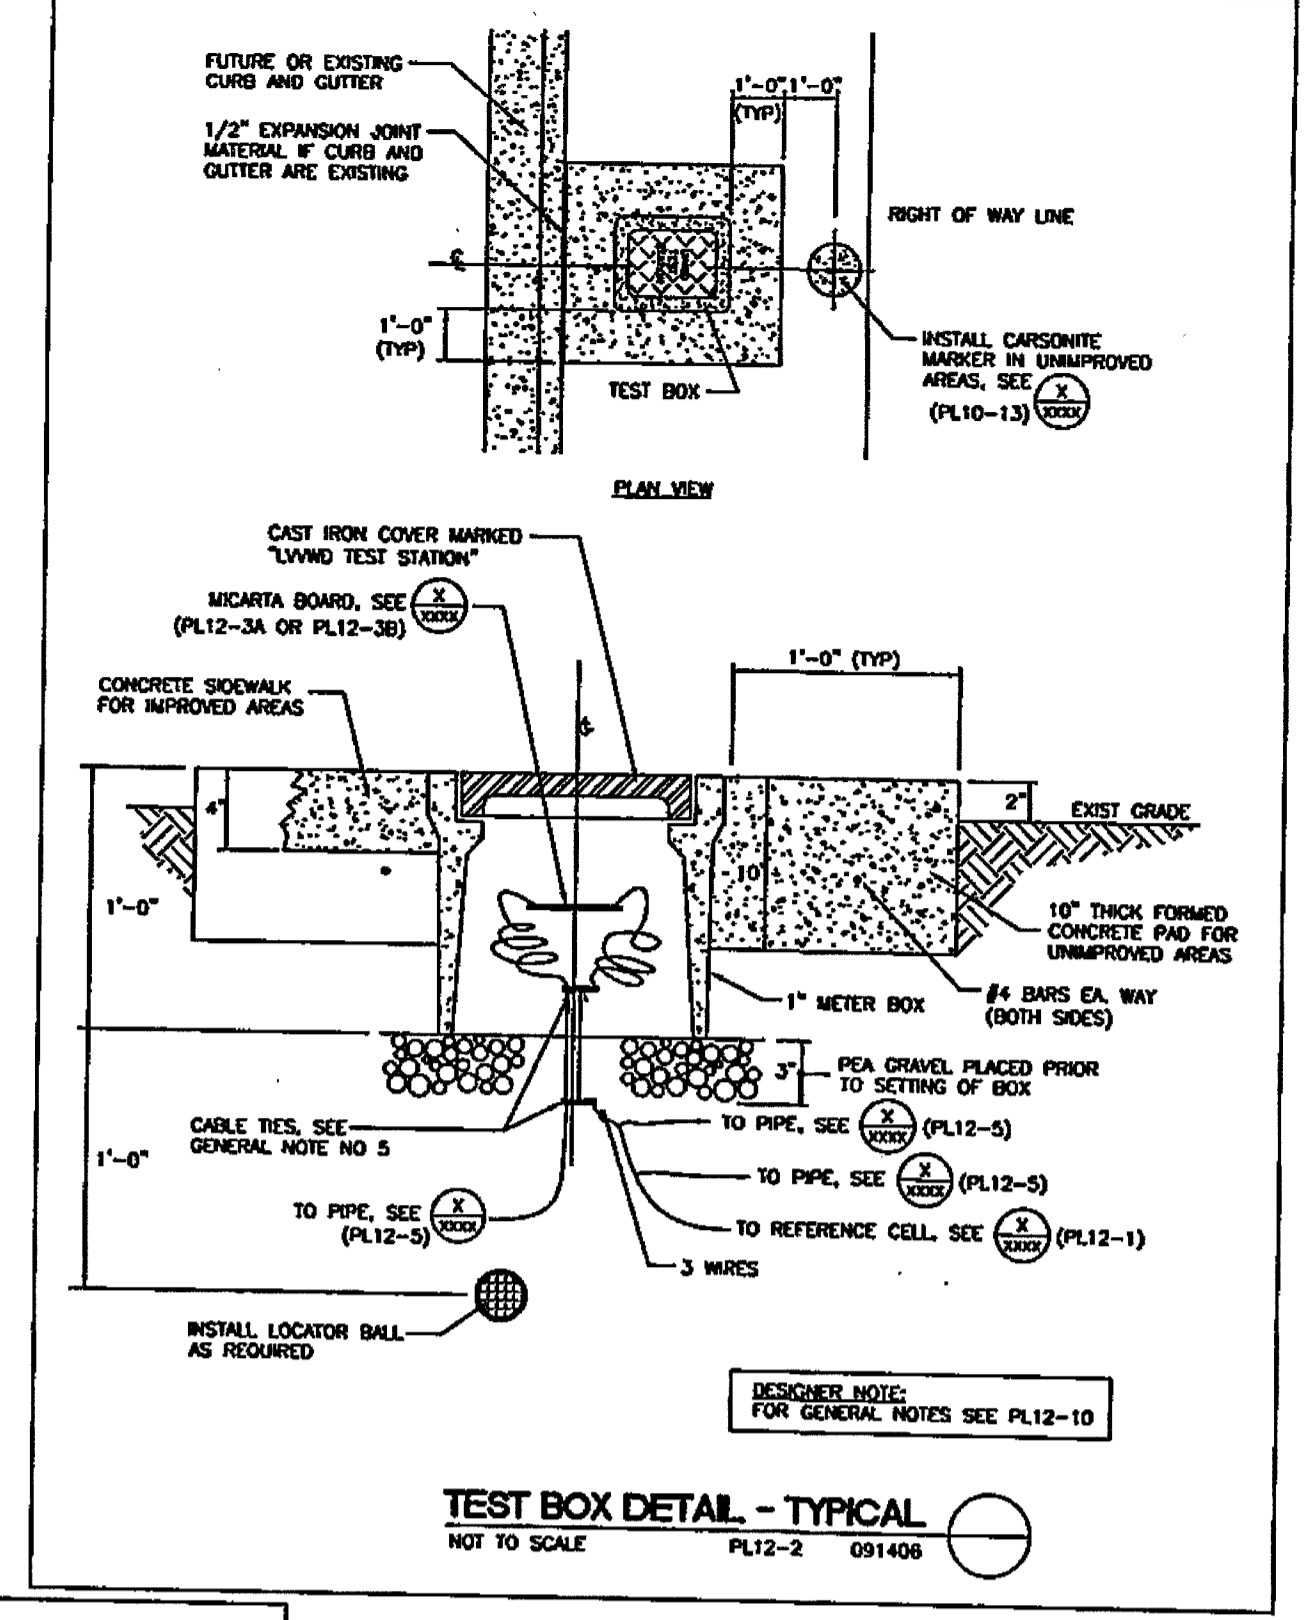 FUTURE OR EXISTING
CURB AND GUTTER
1/2" EXPANSION JOINT
MATERIAL IF CURB AND
GUTTER ARE EXISTING
1'-0"
1'-0"
(TYP)
RIGHT OF WAY LINE
1'-0"
(TYP)
INSTALL CARSONITE
MARKER IN UNIMPROVED
AREAS, SEE
X
XXXX
(PL10-13)
TEST BOX
PLAN VIEW
CAST IRON COVER MARKED
"LVVWD TEST STATION"
MICARTA BOARD, SEE
X
XXXX
(PL12-3A OR PL12-3B)
1'-0" (TYP)
CONCRETE SIDEWALK
FOR IMPROVED AREAS
4"
2"
EXIST GRADE
10"
1'-0"
10" THICK FORMED
CONCRETE PAD FOR
UNIMPROVED AREAS
1" METER BOX
#4 BARS EA. WAY
(BOTH SIDES)
3"
PEA GRAVEL PLACED PRIOR
TO SETTING OF BOX
CABLE TIES, SEE
GENERAL NOTE NO 5
TO PIPE, SEE
X
XXXX
(PL12-5)
1'-0"
TO PIPE, SEE
X
XXXX
(PL12-5)
TO PIPE, SEE
X
XXXX
(PL12-5)
TO REFERENCE CELL, SEE
X
XXXX
(PL12-1)
3 WIRES
INSTALL LOCATOR BALL
AS REQUIRED
DESIGNER NOTE:
FOR GENERAL NOTES SEE PL12-10
TEST BOX DETAIL - TYPICAL
NOT TO SCALE PL12-2 091406